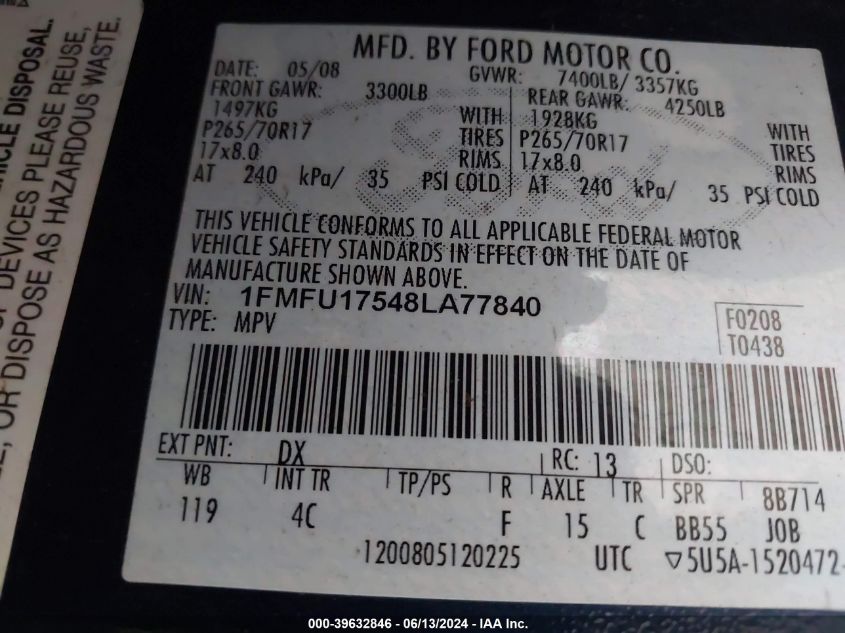 MFD. BY FORD MOTOR CO.
DATE: 05/08 GVWR: 7400LB/ 3357KG
FRONT GAWR: 3300LB REAR GAWR: 4250LB
1497KG WITH 1928KG WITH
P265/70R17 TIRES P265/70R17 TIRES
17x8.0 RIMS 17x8.0 RIMS
AT 240 kPa/ 35 PSI COLD AT 240 kPa/ 35 PSI COLD
THIS VEHICLE CONFORMS TO ALL APPLICABLE FEDERAL MOTOR
VEHICLE SAFETY STANDARDS IN EFFECT ON THE DATE OF
MANUFACTURE SHOWN ABOVE.
VIN: 1FMFU17548LA77840
TYPE: MPV
F0208
T0438
EXT PNT: DX RC: 13 DSO:
WB INT TR TP/PS R AXLE TR SPR 8B714
119 4C F 15 C BB55 JOB
1200805120225 UTC ▽5U5A-1520472-
VEHICLE DISPOSAL.
DEVICES PLEASE REUSE,
OR DISPOSE AS HAZARDOUS WASTE.
000-39632846 - 06/13/2024 - IAA Inc.